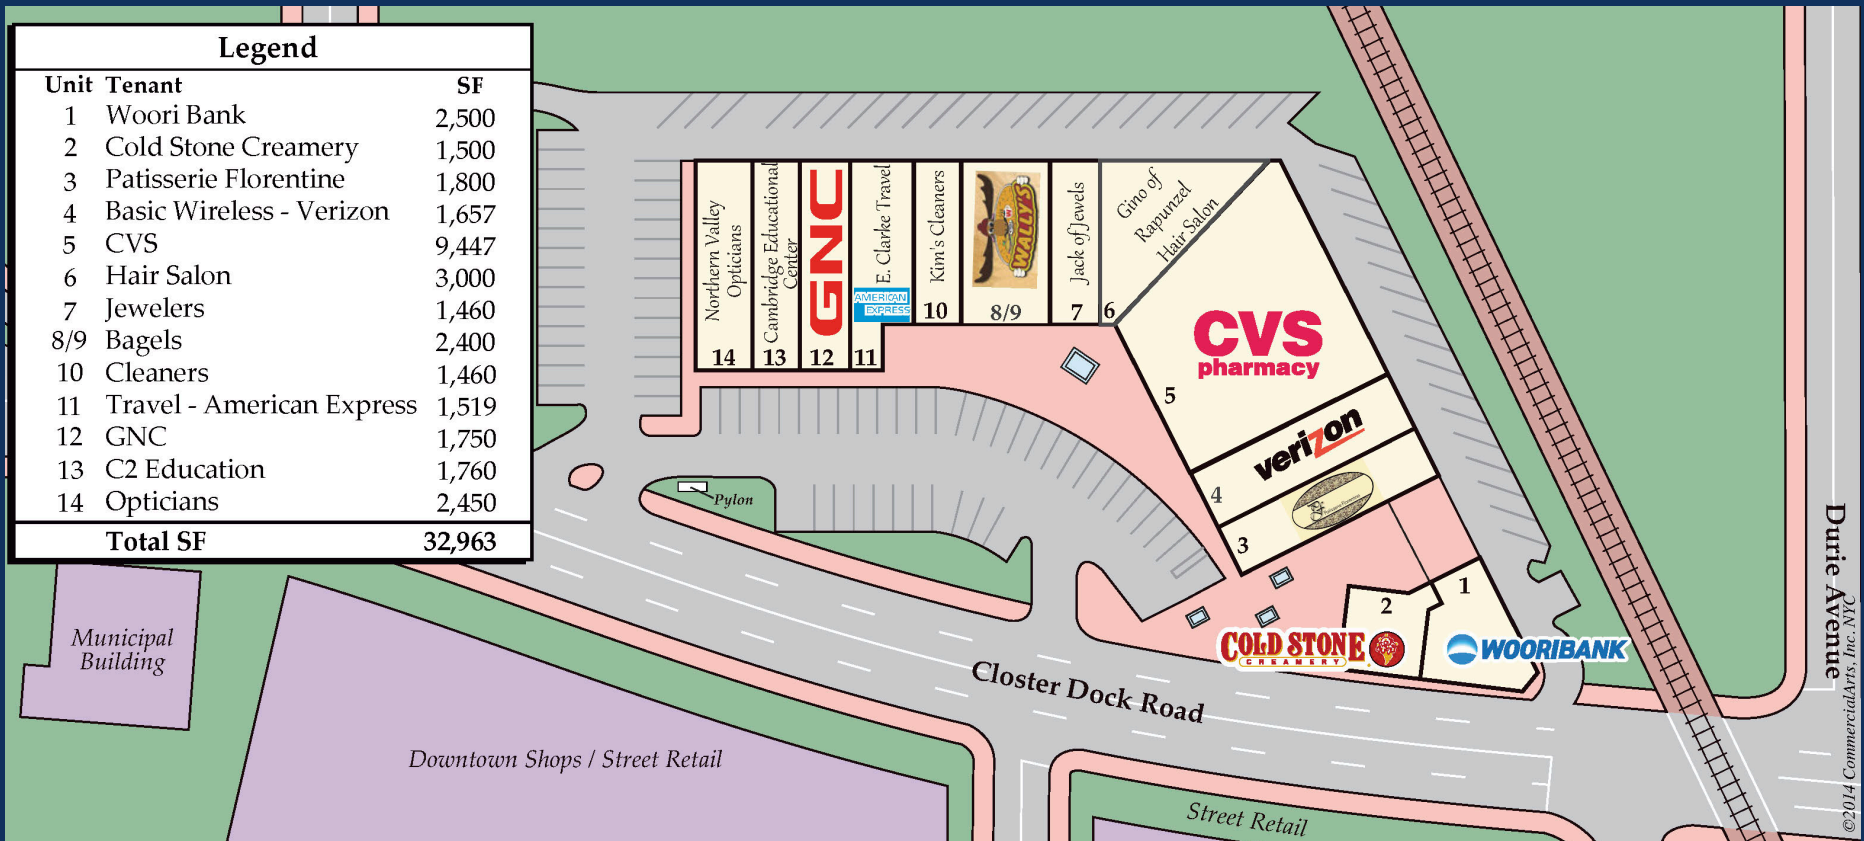 Legend
Unit Tenant SF
1 Woori Bank 2,500
2 Cold Stone Creamery 1,500
3 Patisserie Florentine 1,800
4 Basic Wireless - Verizon 1,657
5 CVS 9,447
6 Hair Salon 3,000
7 Jewelers 1,460
8/9 Bagels 2,400
10 Cleaners 1,460
11 Travel - American Express 1,519
12 GNC 1,750
13 C2 Education 1,760
14 Opticians 2,450
Total SF 32,963
Northern Valley
Opticians
14
Cambridge Educational
Center
13
GNC
12
E. Clarke Travel
AMERICAN
EXPRESS
11
Kim's Cleaners
10
WALLY'S
8/9
Jack of Jewels
7
Gino of
Rapunzel
Hair Salon
6
CVS
pharmacy
5
verizon
4
3
2
1
COLD STONE
CREAMERY
WOORIBANK
Pylon
Municipal
Building
Downtown Shops / Street Retail
Closter Dock Road
Street Retail
Durie Avenue
©2014 CommercialArts, Inc. NYC